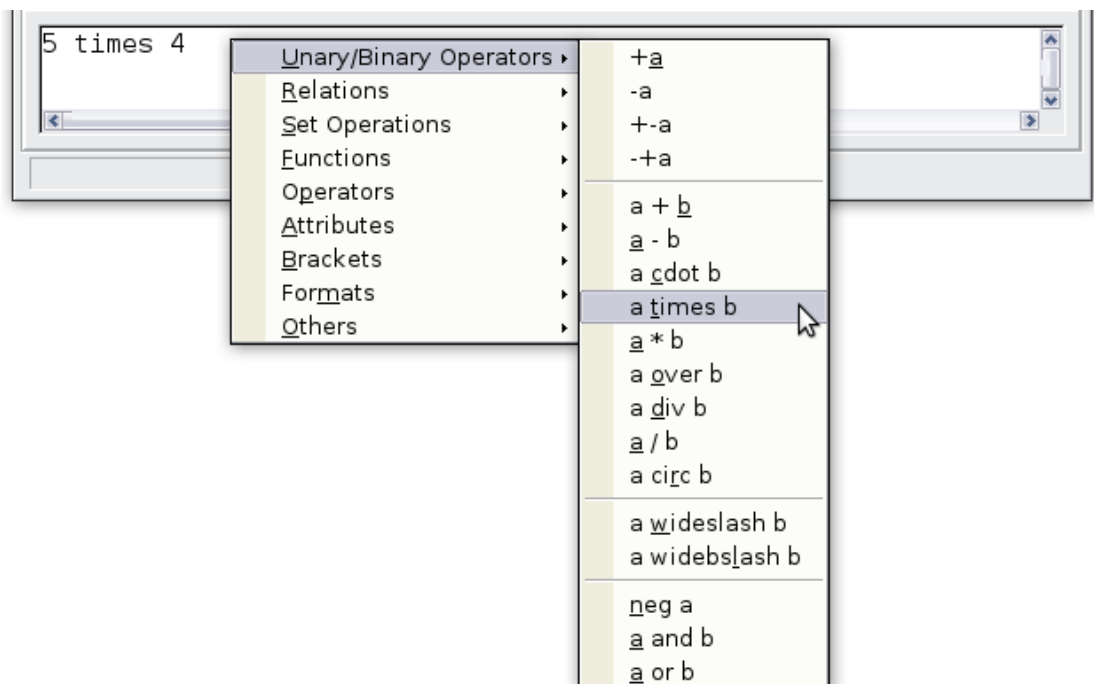 5 times 4
Unary/Binary Operators
Relations
Set Operations
Functions
Operators
Attributes
Brackets
Formats
Others
+a
-a
+-a
-+a
a + b
a - b
a cdot b
a times b
a * b
a over b
a div b
a / b
a circ b
a wideslash b
a widebslash b
neg a
a and b
a or b